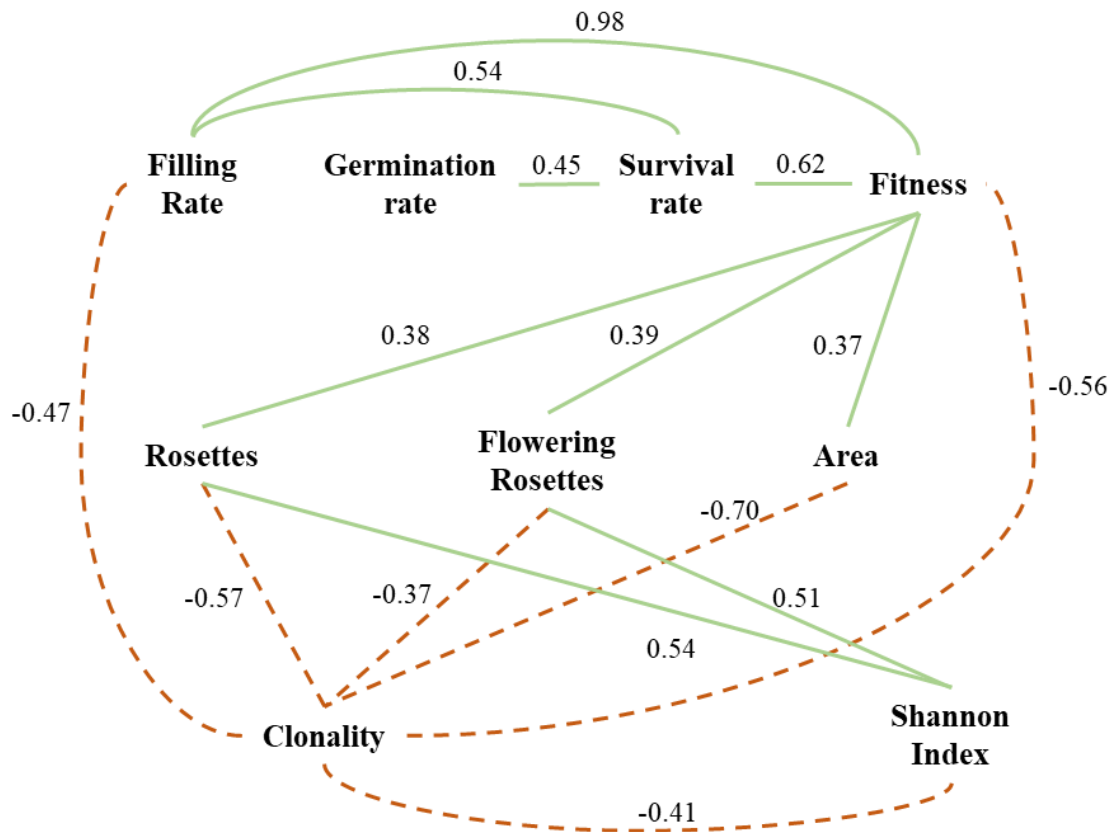 0.98
0.54
Filling
Rate
Germination
rate
0.45
Survival
rate
0.62
Fitness
0.38
0.39
0.37
-0.47
-0.56
Rosettes
Flowering
Rosettes
Area
-0.70
-0.57
-0.37
0.51
0.54
Clonality
Shannon
Index
-0.41